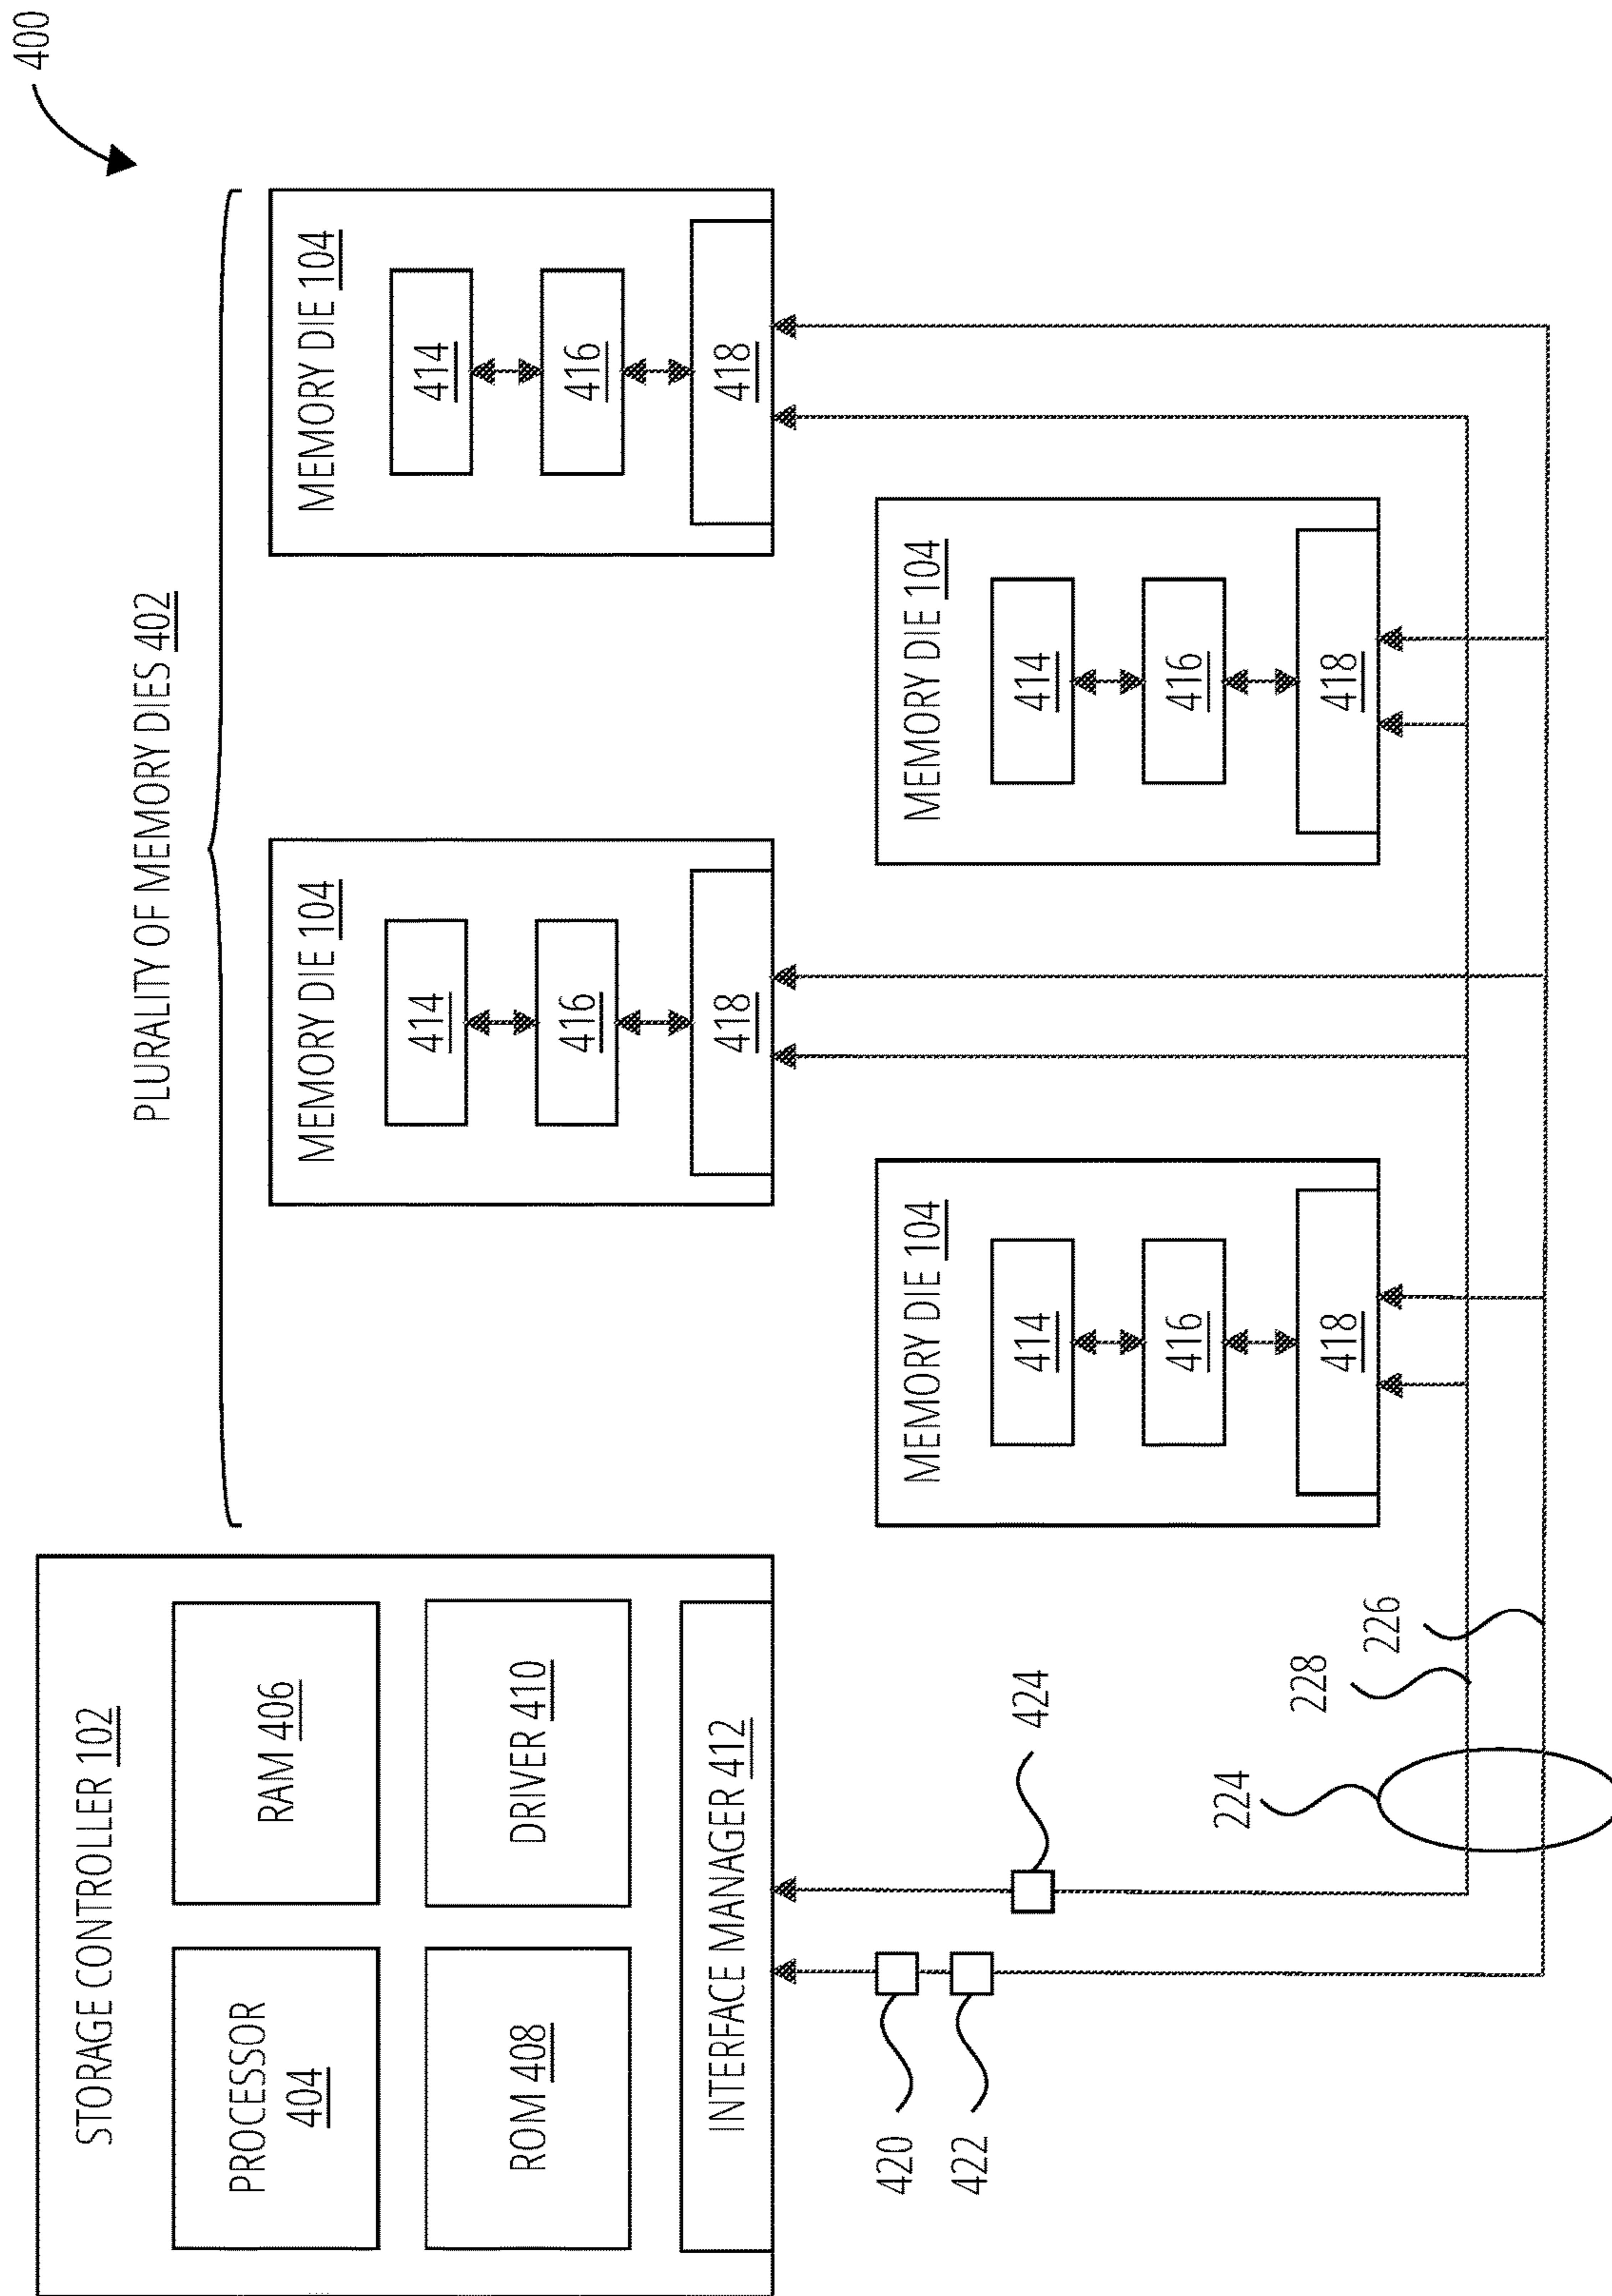 400
PLURALITY OF MEMORY DIES 402
STORAGE CONTROLLER 102
PROCESSOR
404
RAM 406
ROM 408
DRIVER 410
INTERFACE MANAGER 412
MEMORY DIE 104
414
416
418
MEMORY DIE 104
414
416
418
MEMORY DIE 104
414
416
418
MEMORY DIE 104
414
416
418
420
422
424
224
228
226